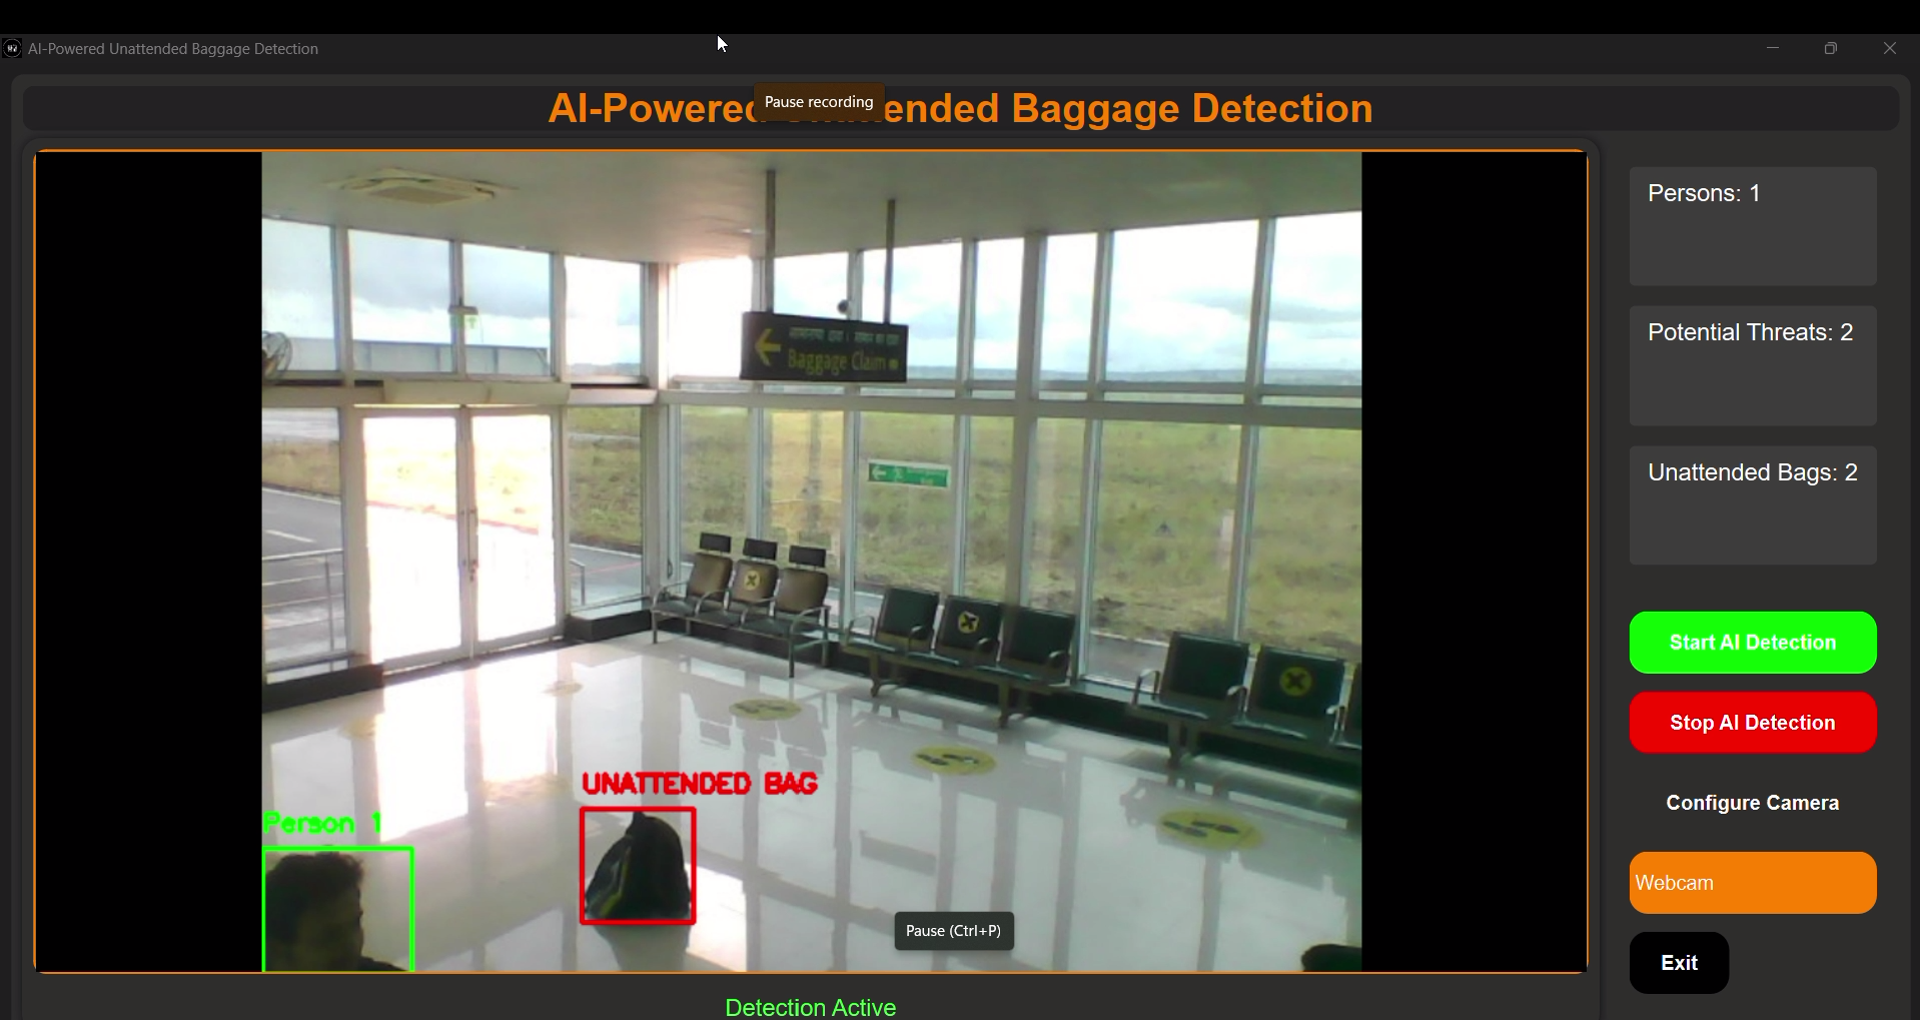 AI-Powered Unattended Baggage Detection
Pause recording
AI-Powered ended Baggage Detection
Persons: 1
Potential Threats: 2
Unattended Bags: 2
Baggage Claim
UNATTENDED BAG
Person 1
Start AI Detection
Stop AI Detection
Configure Camera
Webcam
Pause (Ctrl+P)
Exit
Detection Active